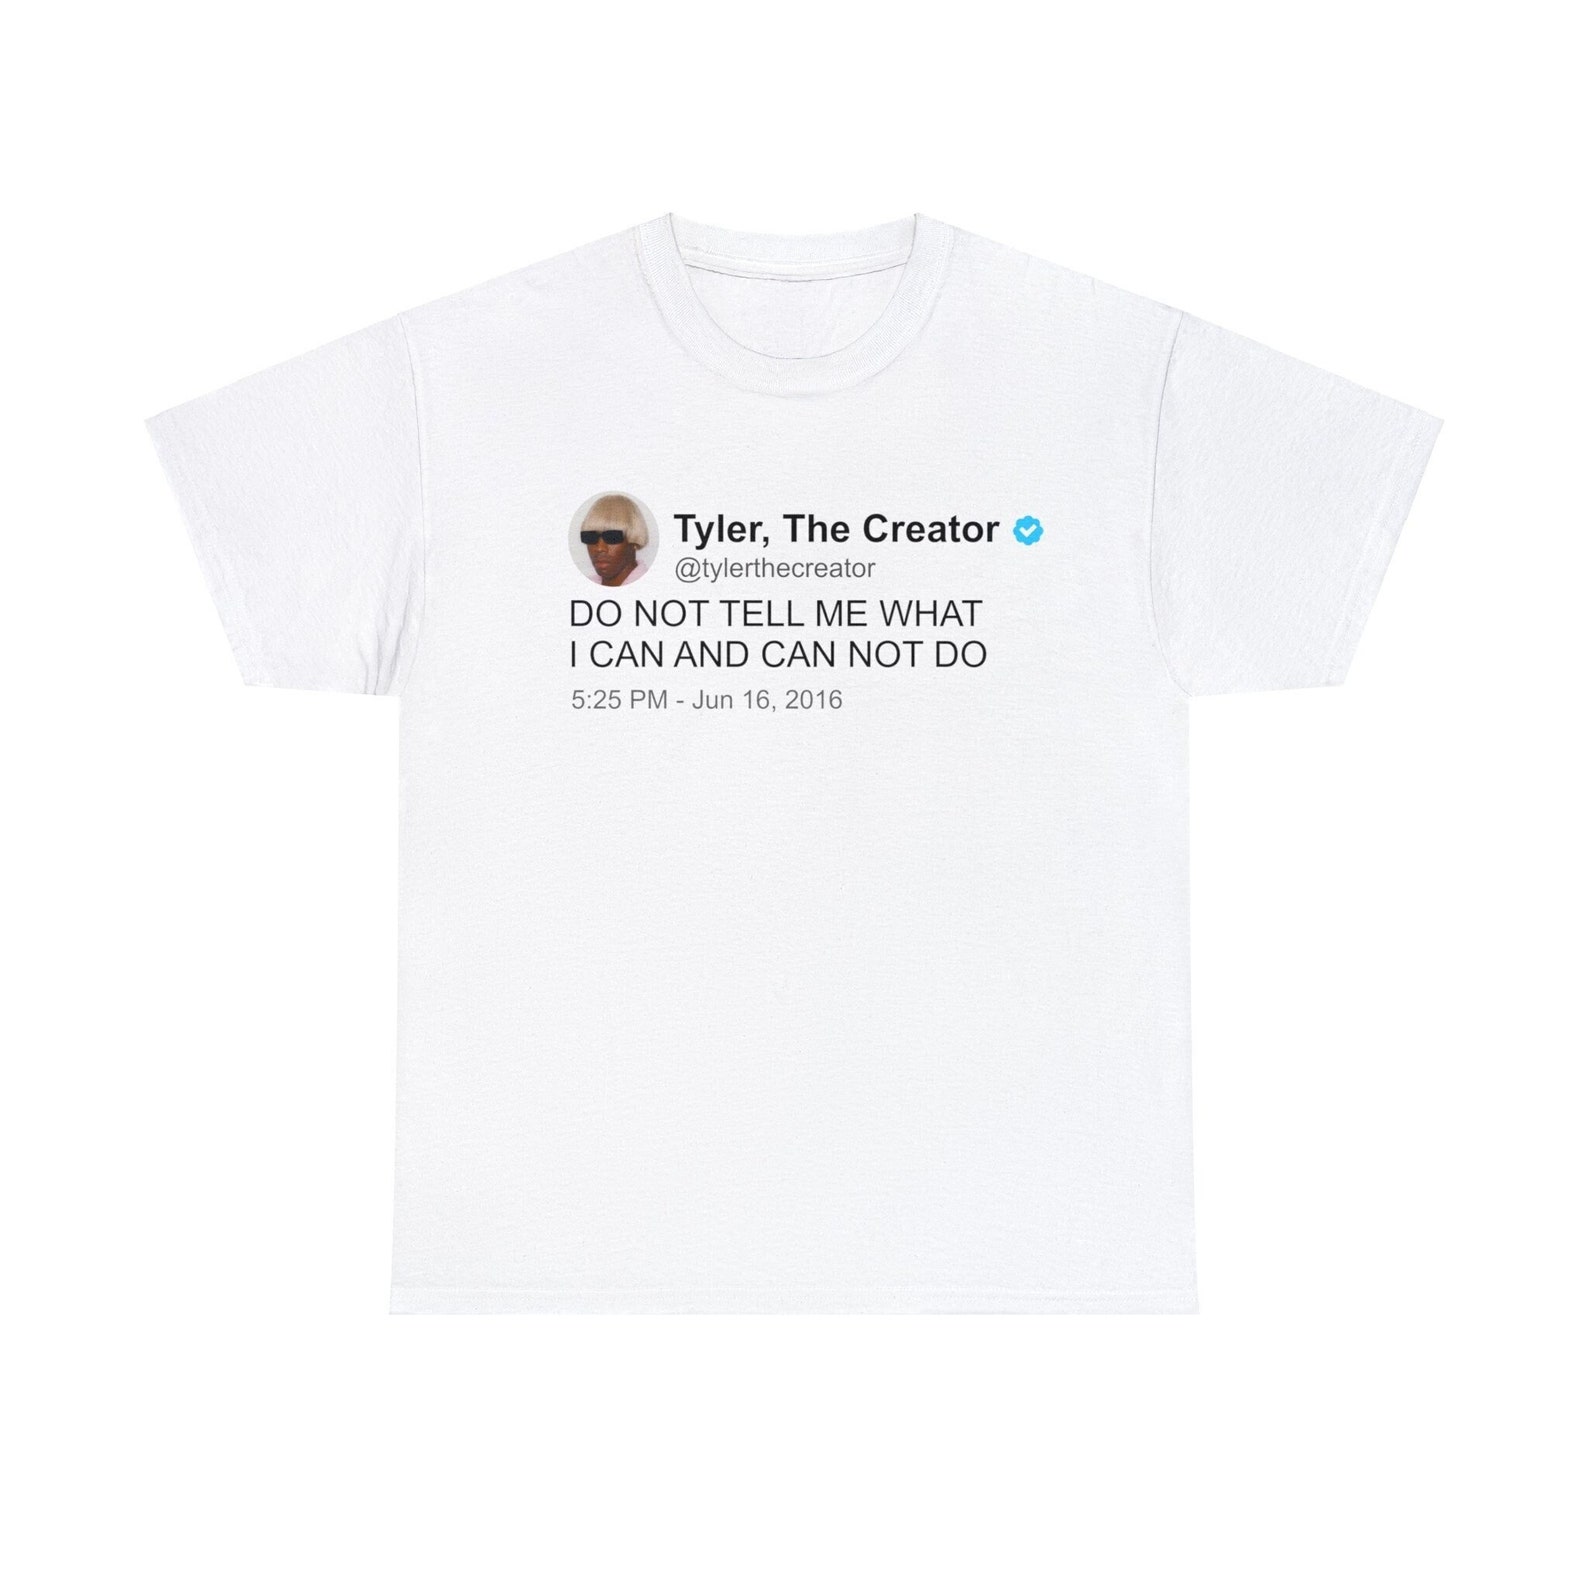 Tyler, The Creator
@tylerthecreator
DO NOT TELL ME WHAT
I CAN AND CAN NOT DO
5:25 PM - Jun 16, 2016